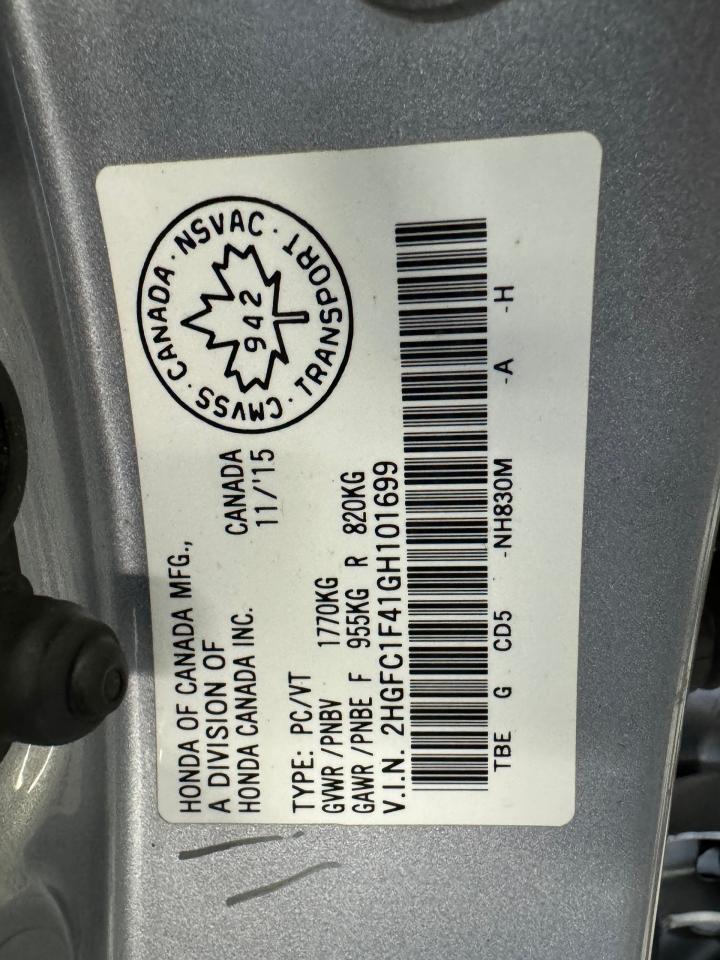 HONDA OF CANADA MFG.,
A DIVISION OF
HONDA CANADA INC.
CANADA
11/'15
CMVSS · CANADA · NSVAC · TRANSPORT ·
942
TYPE: PC/VT
GVWR/PNBV 1770KG
GAWR/PNBE F 955KG R 820KG
V.I.N. 2HGFC1F41GH101699
TBE G CD5 -NH830M -A -H